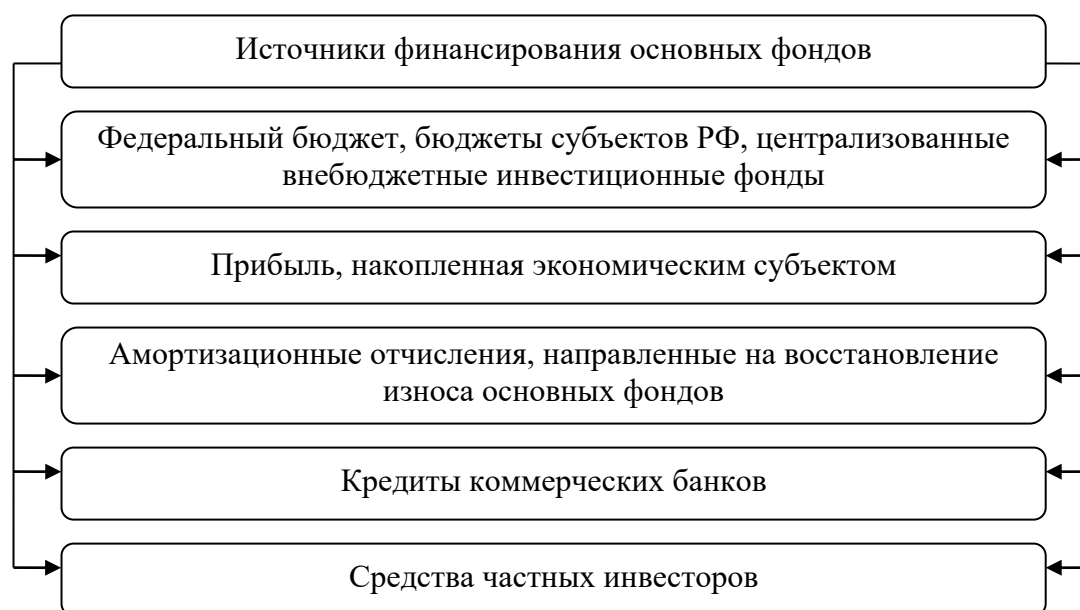 Источники финансирования основных фондов
Федеральный бюджет, бюджеты субъектов РФ, централизованные
внебюджетные инвестиционные фонды
Прибыль, накопленная экономическим субъектом
Амортизационные отчисления, направленные на восстановление
износа основных фондов
Кредиты коммерческих банков
Средства частных инвесторов